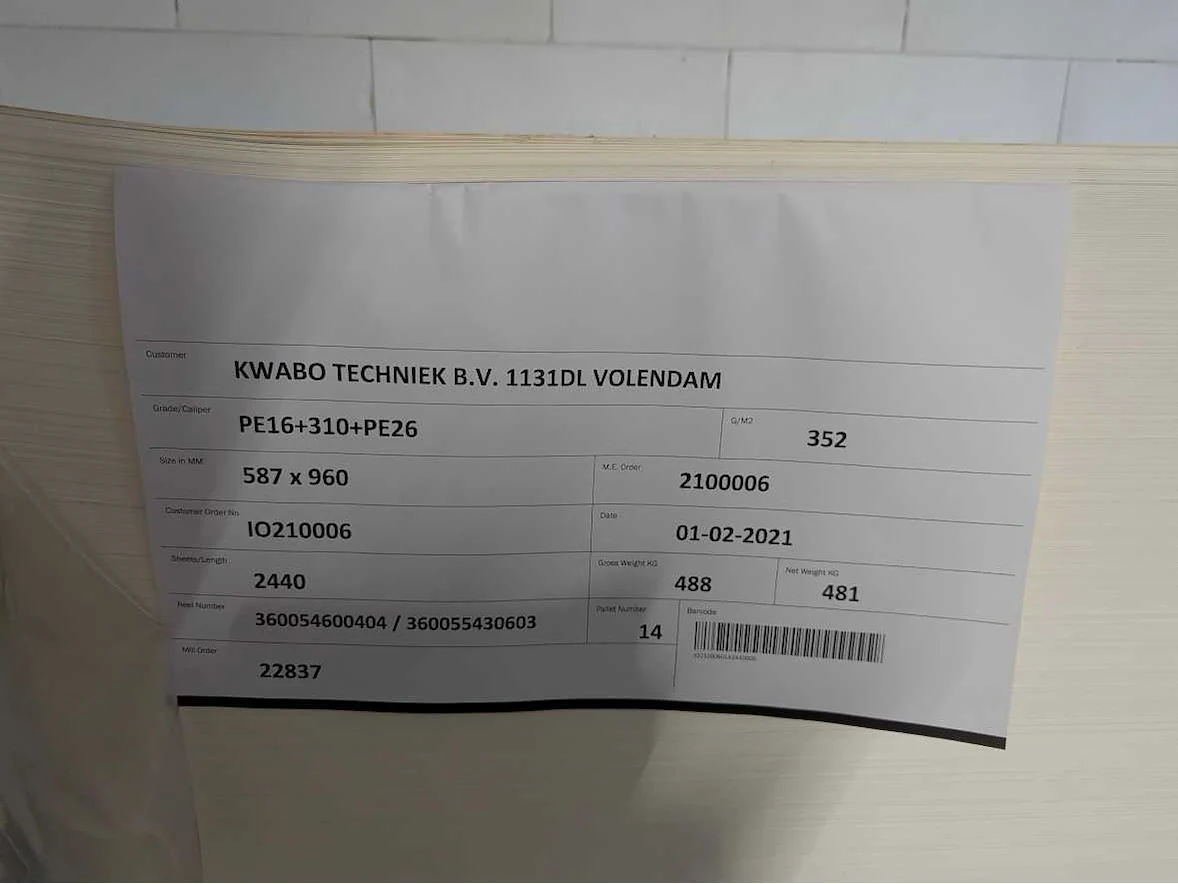 Customer
KWABO TECHNIEK B.V. 1131DL VOLENDAM
Grade/Caliper
PE16+310+PE26
G/M2
352
Size in MM
587 x 960
M.E. Order
2100006
Customer Order No.
IO210006
Date
01-02-2021
Sheets/Length
2440
Gross Weight KG
488
Net Weight KG
481
Reel Number
360054600404 / 360055430603
Pallet Number
14
Barcode
Mill Order
22837